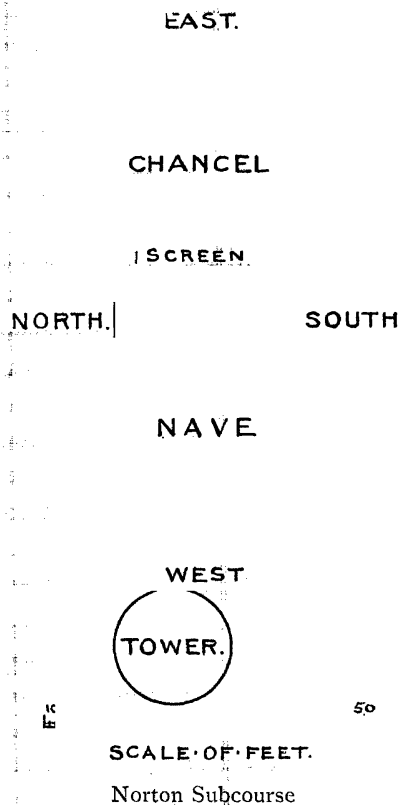 EAST.
CHANCEL
SCREEN
NORTH. SOUTH
NAVE
WEST
TOWER.
50
SCALE·OF·FEET.
Norton Subcourse